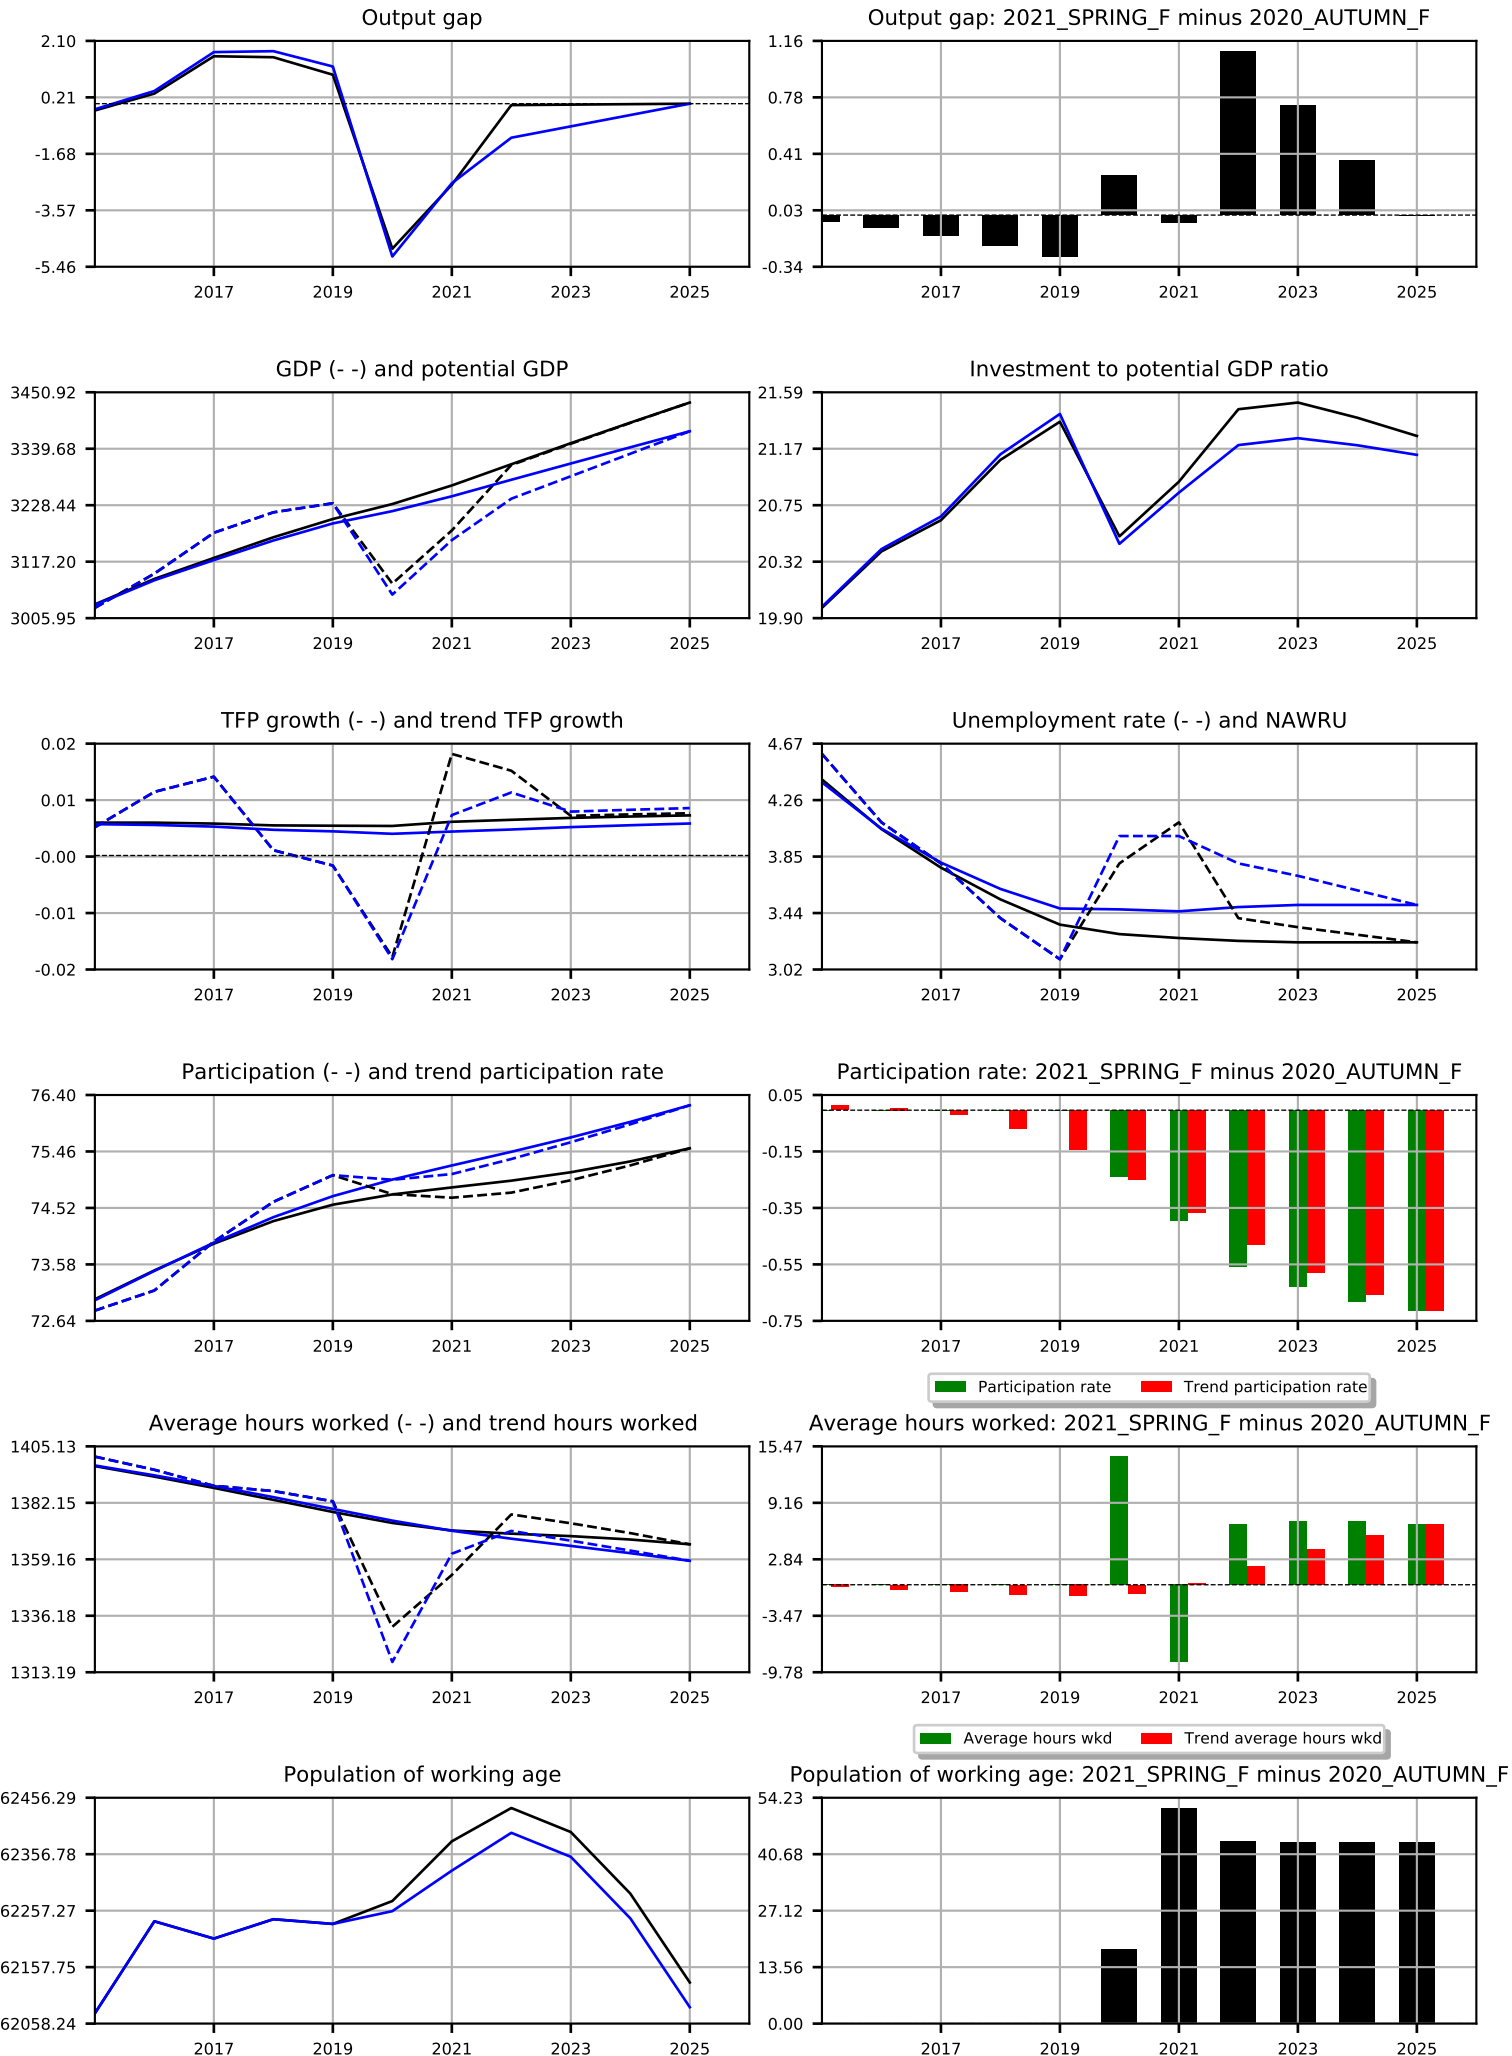 Output gap
2.10
0.21
-1.68
-3.57
-5.46
2017 2019 2021 2023 2025
Output gap: 2021_SPRING_F minus 2020_AUTUMN_F
1.16
0.78
0.41
0.03
-0.34
2017 2019 2021 2023 2025
GDP (- -) and potential GDP
3450.92
3339.68
3228.44
3117.20
3005.95
2017 2019 2021 2023 2025
Investment to potential GDP ratio
21.59
21.17
20.75
20.32
19.90
2017 2019 2021 2023 2025
TFP growth (- -) and trend TFP growth
0.02
0.01
-0.00
-0.01
-0.02
2017 2019 2021 2023 2025
Unemployment rate (- -) and NAWRU
4.67
4.26
3.85
3.44
3.02
2017 2019 2021 2023 2025
Participation (- -) and trend participation rate
76.40
75.46
74.52
73.58
72.64
2017 2019 2021 2023 2025
Participation rate: 2021_SPRING_F minus 2020_AUTUMN_F
0.05
-0.15
-0.35
-0.55
-0.75
2017 2019 2021 2023 2025
Participation rate Trend participation rate
Average hours worked (- -) and trend hours worked
1405.13
1382.15
1359.16
1336.18
1313.19
2017 2019 2021 2023 2025
Average hours worked: 2021_SPRING_F minus 2020_AUTUMN_F
15.47
9.16
2.84
-3.47
-9.78
2017 2019 2021 2023 2025
Average hours wkd Trend average hours wkd
Population of working age
62456.29
62356.78
62257.27
62157.75
62058.24
2017 2019 2021 2023 2025
Population of working age: 2021_SPRING_F minus 2020_AUTUMN_F
54.23
40.68
27.12
13.56
0.00
2017 2019 2021 2023 2025